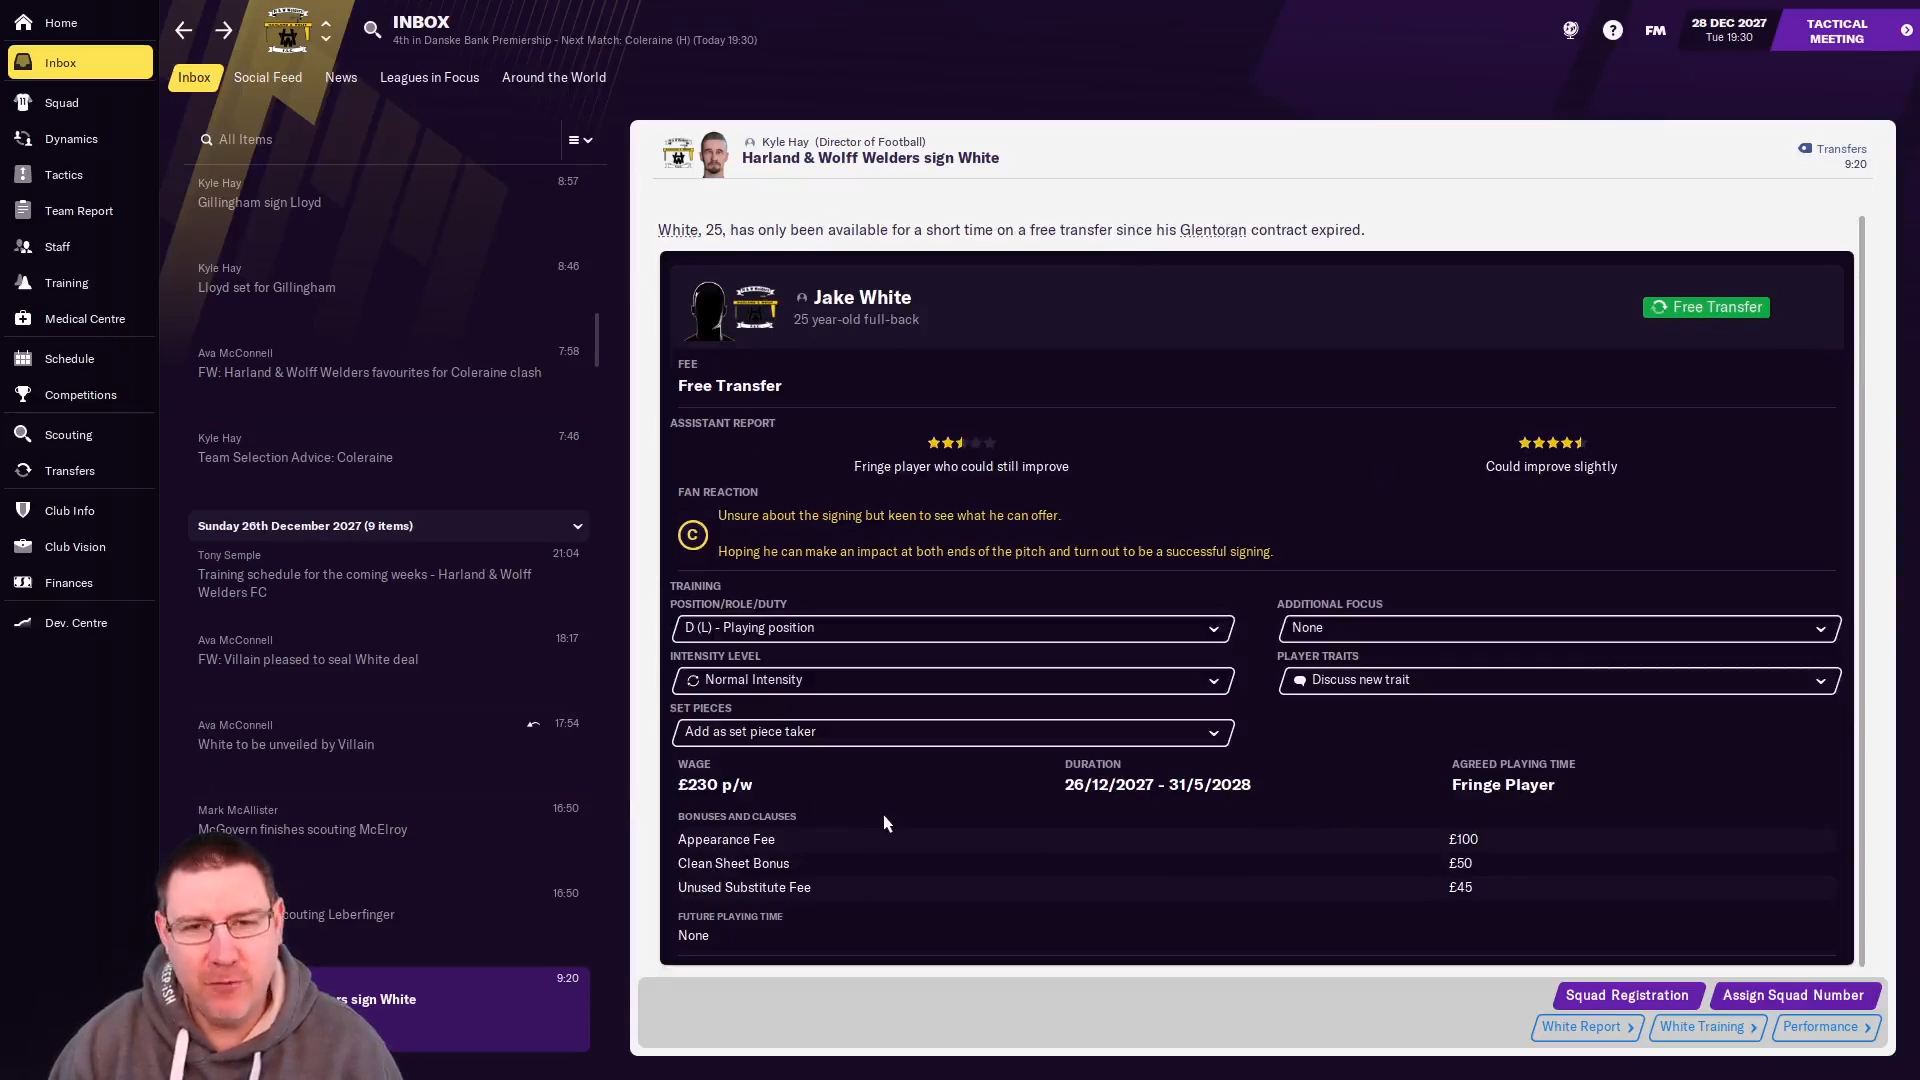 Home
Inbox
Squad
Dynamics
Tactics
Team Report
Staff
Training
Medical Centre
Schedule
Competitions
Scouting
Transfers
Club Info
Club Vision
Finances
Dev. Centre
INBOX
4th in Danske Bank Premiership - Next Match: Coleraine (H) (Today 19:30)
FM
28 DEC 2027
Tue 19:30
TACTICAL
MEETING
Inbox
Social Feed
News
Leagues in Focus
Around the World
All Items
Kyle Hay 8:57
Gillingham sign Lloyd
Kyle Hay 8:46
Lloyd set for Gillingham
Ava McConnell 7:58
FW: Harland & Wolff Welders favourites for Coleraine clash
Kyle Hay 7:46
Team Selection Advice: Coleraine
Sunday 26th December 2027 (9 items)
Tony Semple 21:04
Training schedule for the coming weeks - Harland & Wolff
Welders FC
Ava McConnell 18:17
FW: Villain pleased to seal White deal
Ava McConnell 17:54
White to be unveiled by Villain
Mark McAllister 16:50
McGovern finishes scouting McElroy
16:50
couting Leberfinger
9:20
rs sign White
Kyle Hay (Director of Football)
Harland & Wolff Welders sign White
Transfers
9:20
White, 25, has only been available for a short time on a free transfer since his Glentoran contract expired.
Jake White
25 year-old full-back
Free Transfer
FEE
Free Transfer
ASSISTANT REPORT
Fringe player who could still improve
Could improve slightly
FAN REACTION
C
Unsure about the signing but keen to see what he can offer.
Hoping he can make an impact at both ends of the pitch and turn out to be a successful signing.
TRAINING
POSITION/ROLE/DUTY
D (L) - Playing position
ADDITIONAL FOCUS
None
INTENSITY LEVEL
Normal Intensity
PLAYER TRAITS
Discuss new trait
SET PIECES
Add as set piece taker
WAGE
£230 p/w
DURATION
26/12/2027 - 31/5/2028
AGREED PLAYING TIME
Fringe Player
BONUSES AND CLAUSES
Appearance Fee £100
Clean Sheet Bonus £50
Unused Substitute Fee £45
FUTURE PLAYING TIME
None
Squad Registration
Assign Squad Number
White Report
White Training
Performance